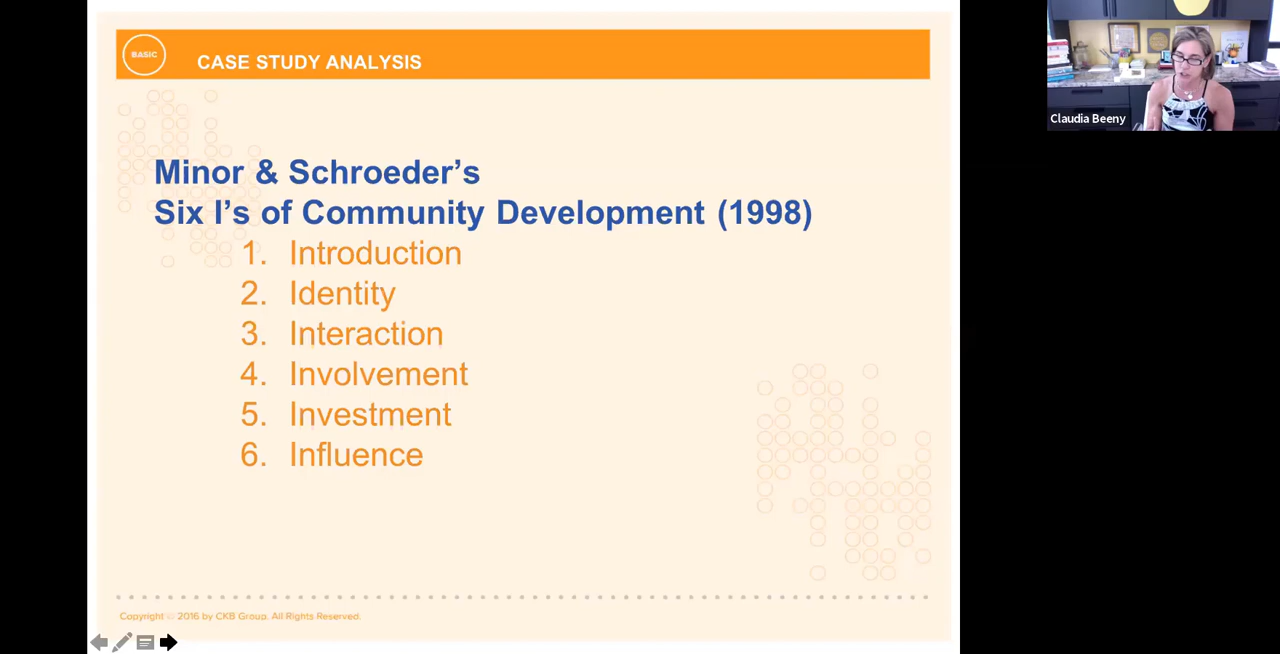 BASIC
CASE STUDY ANALYSIS
Minor & Schroeder’s
Six I’s of Community Development (1998)
1. Introduction
2. Identity
3. Interaction
4. Involvement
5. Investment
6. Influence
Copyright © 2016 by CKB Group. All Rights Reserved.
Claudia Beeny